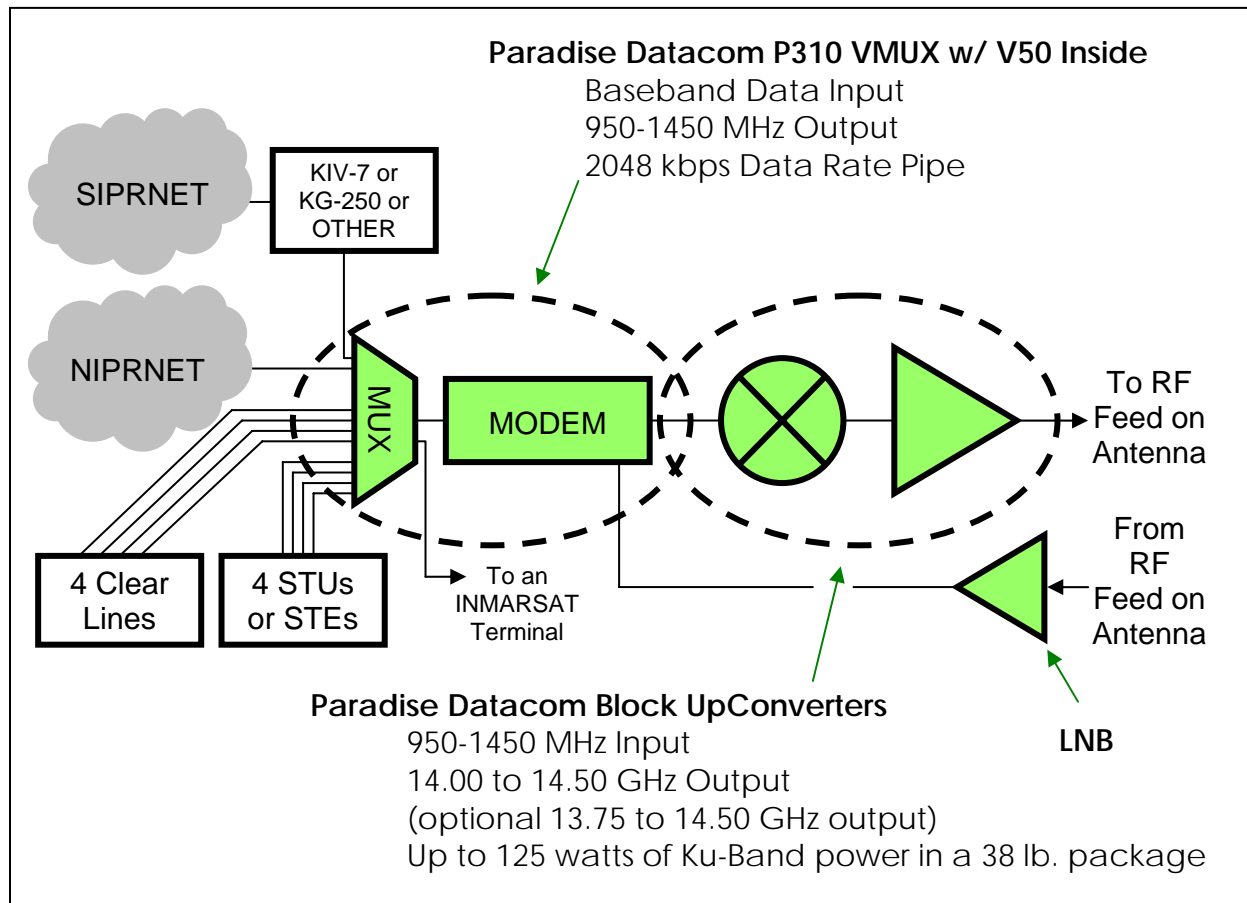 Paradise Datacom P310 VMUX w/ V50 Inside
Baseband Data Input
950-1450 MHz Output
2048 kbps Data Rate Pipe
SIPRNET
KIV-7 or
KG-250 or
OTHER
NIPRNET
MUX
MODEM
To RF
Feed on
Antenna
4 Clear
Lines
4 STUs
or STEs
To an
INMARSAT
Terminal
From
RF
Feed on
Antenna
Paradise Datacom Block UpConverters
950-1450 MHz Input
14.00 to 14.50 GHz Output
(optional 13.75 to 14.50 GHz output)
Up to 125 watts of Ku-Band power in a 38 lb. package
LNB